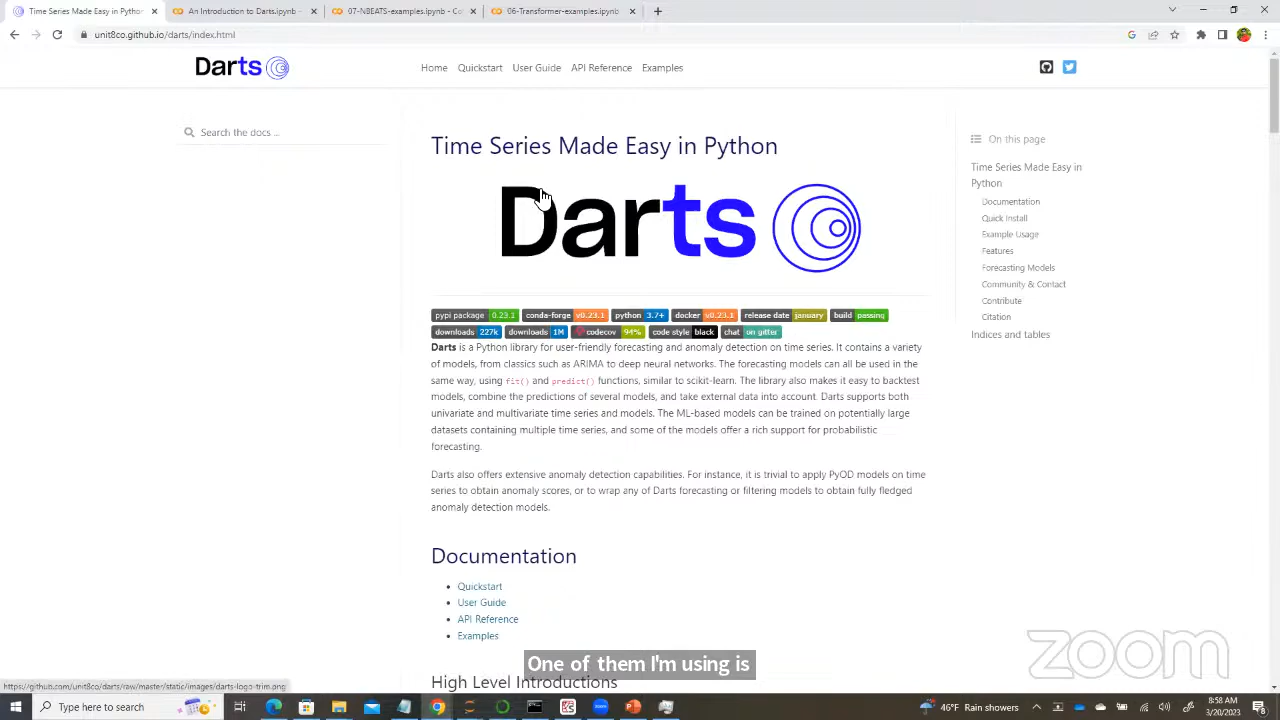 Time Series Made Easy in Python
An Introduction to Darts.ipynb -
07-NBEATS-examples.ipynb - Co
06-Transformer-examples.ipynb
unit8co.github.io/darts/index.html
Darts
Home Quickstart User Guide API Reference Examples
Search the docs ...
Time Series Made Easy in Python
Darts
pypi package 0.23.1 conda-forge v0.23.1 python 3.7+ docker v0.23.1 release date january build passing
downloads 227k downloads 1M codecov 94% code style black chat on gitter
Darts is a Python library for user-friendly forecasting and anomaly detection on time series. It contains a variety
of models, from classics such as ARIMA to deep neural networks. The forecasting models can all be used in the
same way, using fit() and predict() functions, similar to scikit-learn. The library also makes it easy to backtest
models, combine the predictions of several models, and take external data into account. Darts supports both
univariate and multivariate time series and models. The ML-based models can be trained on potentially large
datasets containing multiple time series, and some of the models offer a rich support for probabilistic
forecasting.
Darts also offers extensive anomaly detection capabilities. For instance, it is trivial to apply PyOD models on time
series to obtain anomaly scores, or to wrap any of Darts forecasting or filtering models to obtain fully fledged
anomaly detection models.
Documentation
Quickstart
User Guide
API Reference
Examples
High Level Introductions
On this page
Time Series Made Easy in
Python
Documentation
Quick Install
Example Usage
Features
Forecasting Models
Community & Contact
Contribute
Citation
Indices and tables
One of them I'm using is
zoom
https://unit8co.github.io/unit8co/darts/raw/master/static/images/darts-logo-trim.png
Type here to search
46°F Rain showers
8:58 AM
3/20/2023